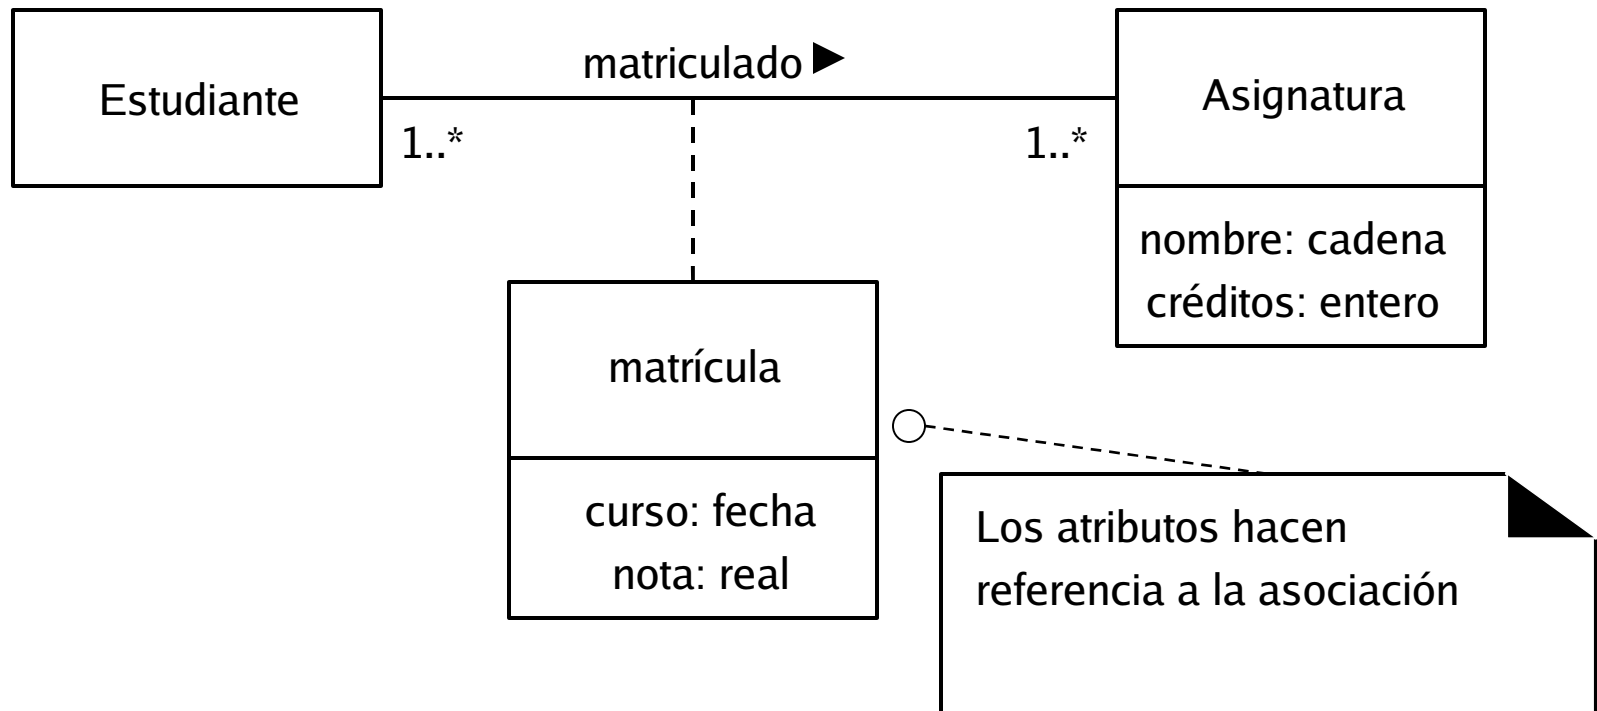 Estudiante
matriculado
1..*
1..*
Asignatura
nombre: cadena
créditos: entero
matrícula
curso: fecha
nota: real
Los atributos hacen
referencia a la asociación